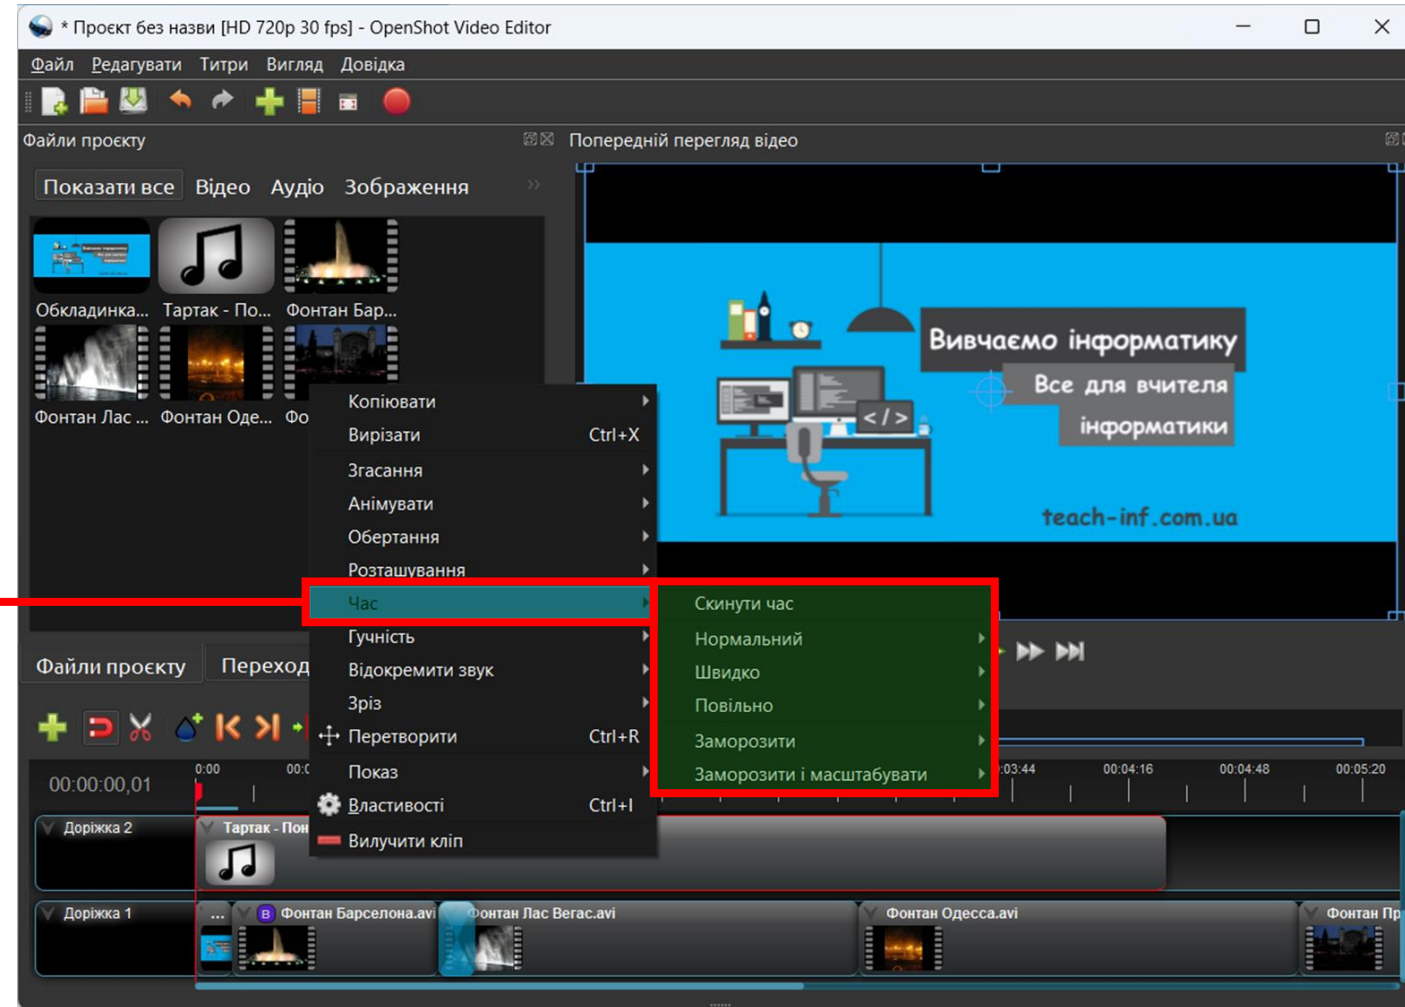 * Проєкт без назви [HD 720p 30 fps] - OpenShot Video Editor
Файл Редагувати Титри Вигляд Довідка
Файли проєкту
Попередній перегляд відео
Показати все Відео Аудіо Зображення
Обкладинка... Тартак - По... Фонтан Бар...
Фонтан Лас ... Фонтан Оде... Фо
Вивчаємо інформатику
Все для вчителя
інформатики
</>
teach-inf.com.ua
Копіювати
Вирізати Ctrl+X
Згасання
Анімувати
Обертання
Розташування
Час
Гучність
Відокремити звук
Зріз
Перетворити Ctrl+R
Показ
Властивості Ctrl+I
Вилучити кліп
Скинути час
Нормальний
Швидко
Повільно
Заморозити
Заморозити і масштабувати
Файли проєкту Переход
00:00:00,01
0:00 00:0 :03:44 00:04:16 00:04:48 00:05:20
Доріжка 2
Тартак - Пон
Доріжка 1
... B Фонтан Барселона.avi Фонтан Лас Вегас.avi Фонтан Одесса.avi Фонтан Пр